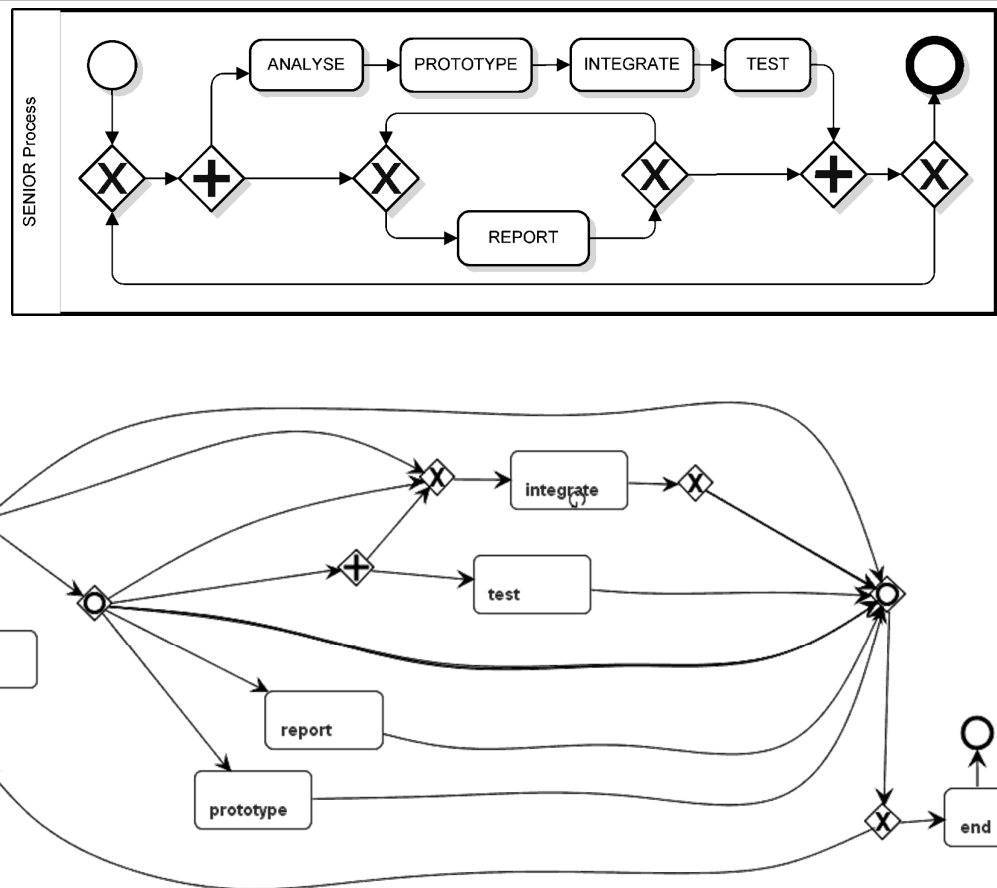 SENIOR Process
ANALYSE
PROTOTYPE
INTEGRATE
TEST
X
X
X
X
REPORT
X
integrate
X
test
report
prototype
X
end